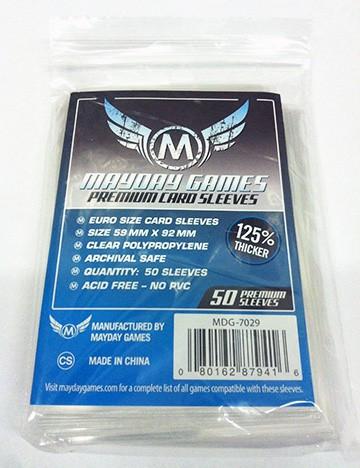 M
MAYDAY GAMES
PREMIUM CARD SLEEVES
M EURO SIZE CARD SLEEVES
M SIZE 59 MM X 92 MM
M CLEAR POLYPROPYLENE
M ARCHIVAL SAFE
M QUANTITY: 50 SLEEVES
M ACID FREE – NO PVC
125%
THICKER
50 PREMIUM
SLEEVES
MDG-7029
M MANUFACTURED BY
MAYDAY GAMES
CS MADE IN CHINA
0 80162 87941 6
Visit maydaygames.com for a complete list of all games compatible with these sleeves.